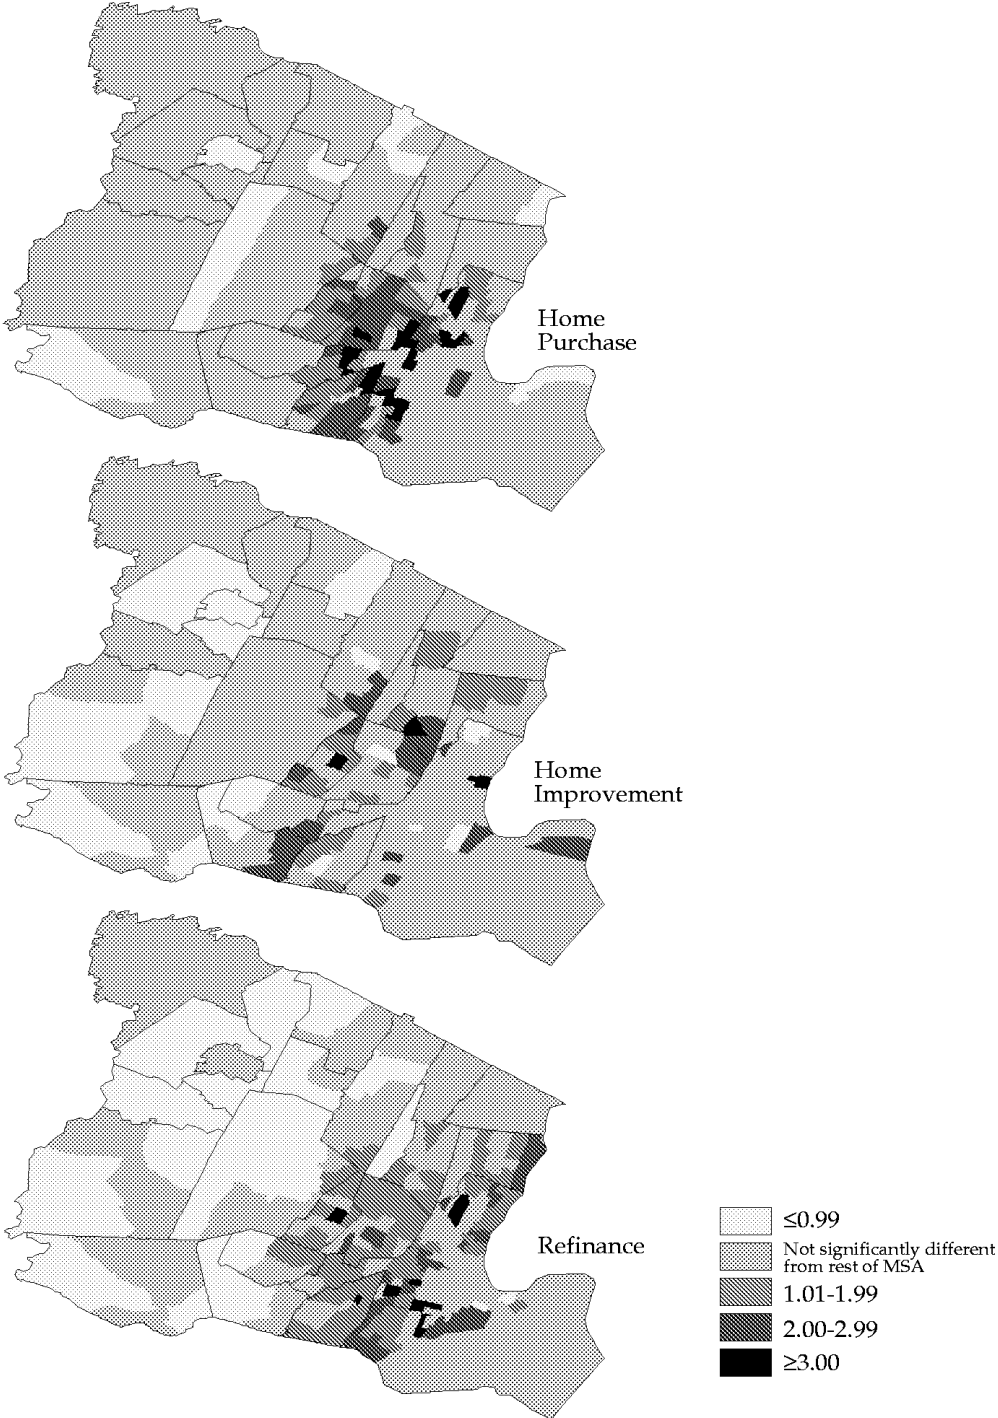 Home
Purchase
Home
Improvement
Refinance
≤0.99
Not significantly different
from rest of MSA
1.01-1.99
2.00-2.99
≥3.00